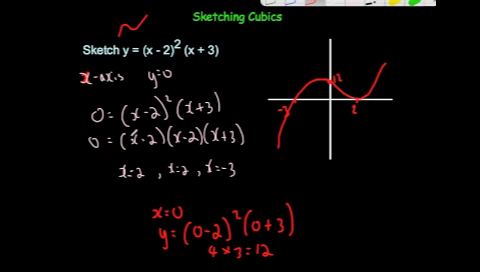 Sketching Cubics
Sketch y = (x - 2)² (x + 3)
x-axis y=0
0 = (x-2)² (x+3)
0 = (x-2)(x-2)(x+3)
x=2 , x=2 , x=-3
x=0
y = (0-2)² (0+3)
4 × 3 = 12
12
-3
2